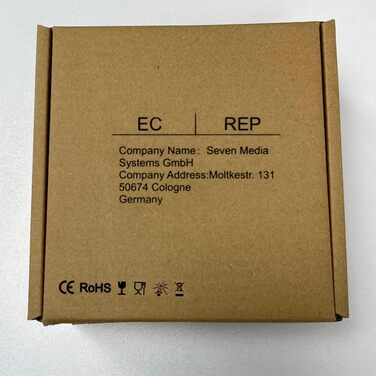 EC | REP
Company Name: Seven Media
Systems GmbH
Company Address:Moltkestr. 131
50674 Cologne
Germany
CE RoHS